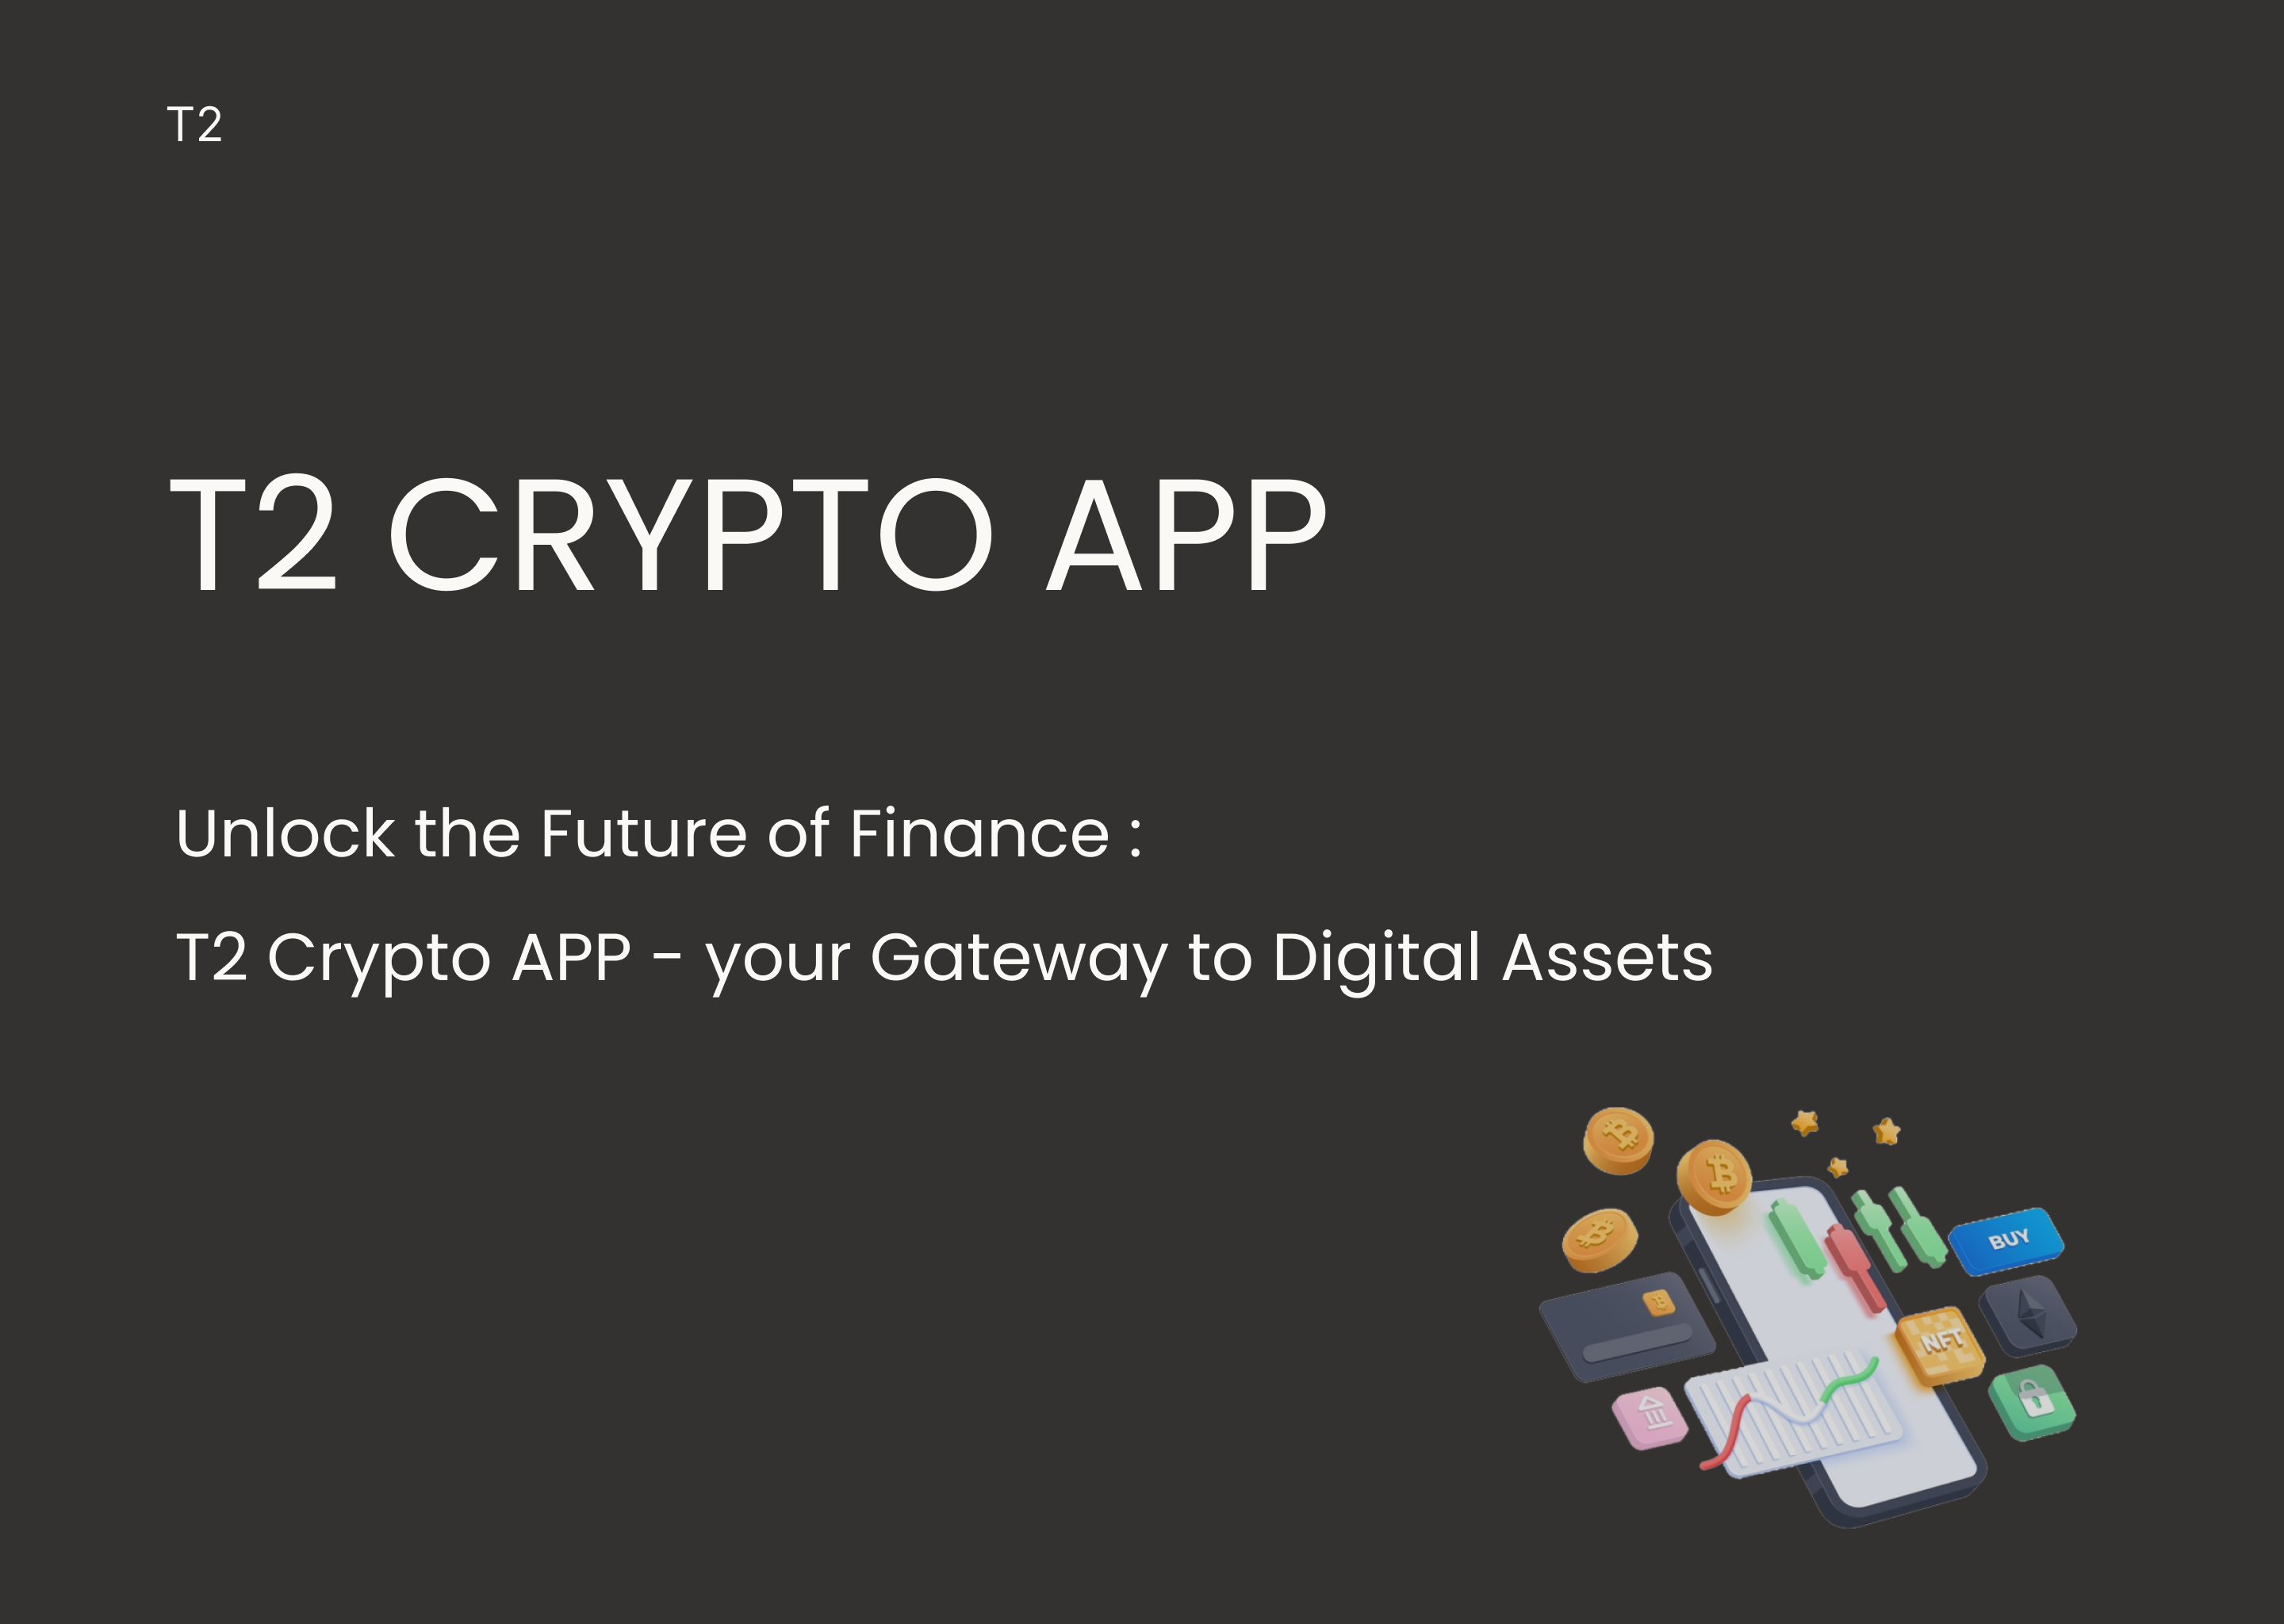 T2
T2 CRYPTO APP
Unlock the Future of Finance :
T2 Crypto APP - your Gateway to Digital Assets
BUY
NFT